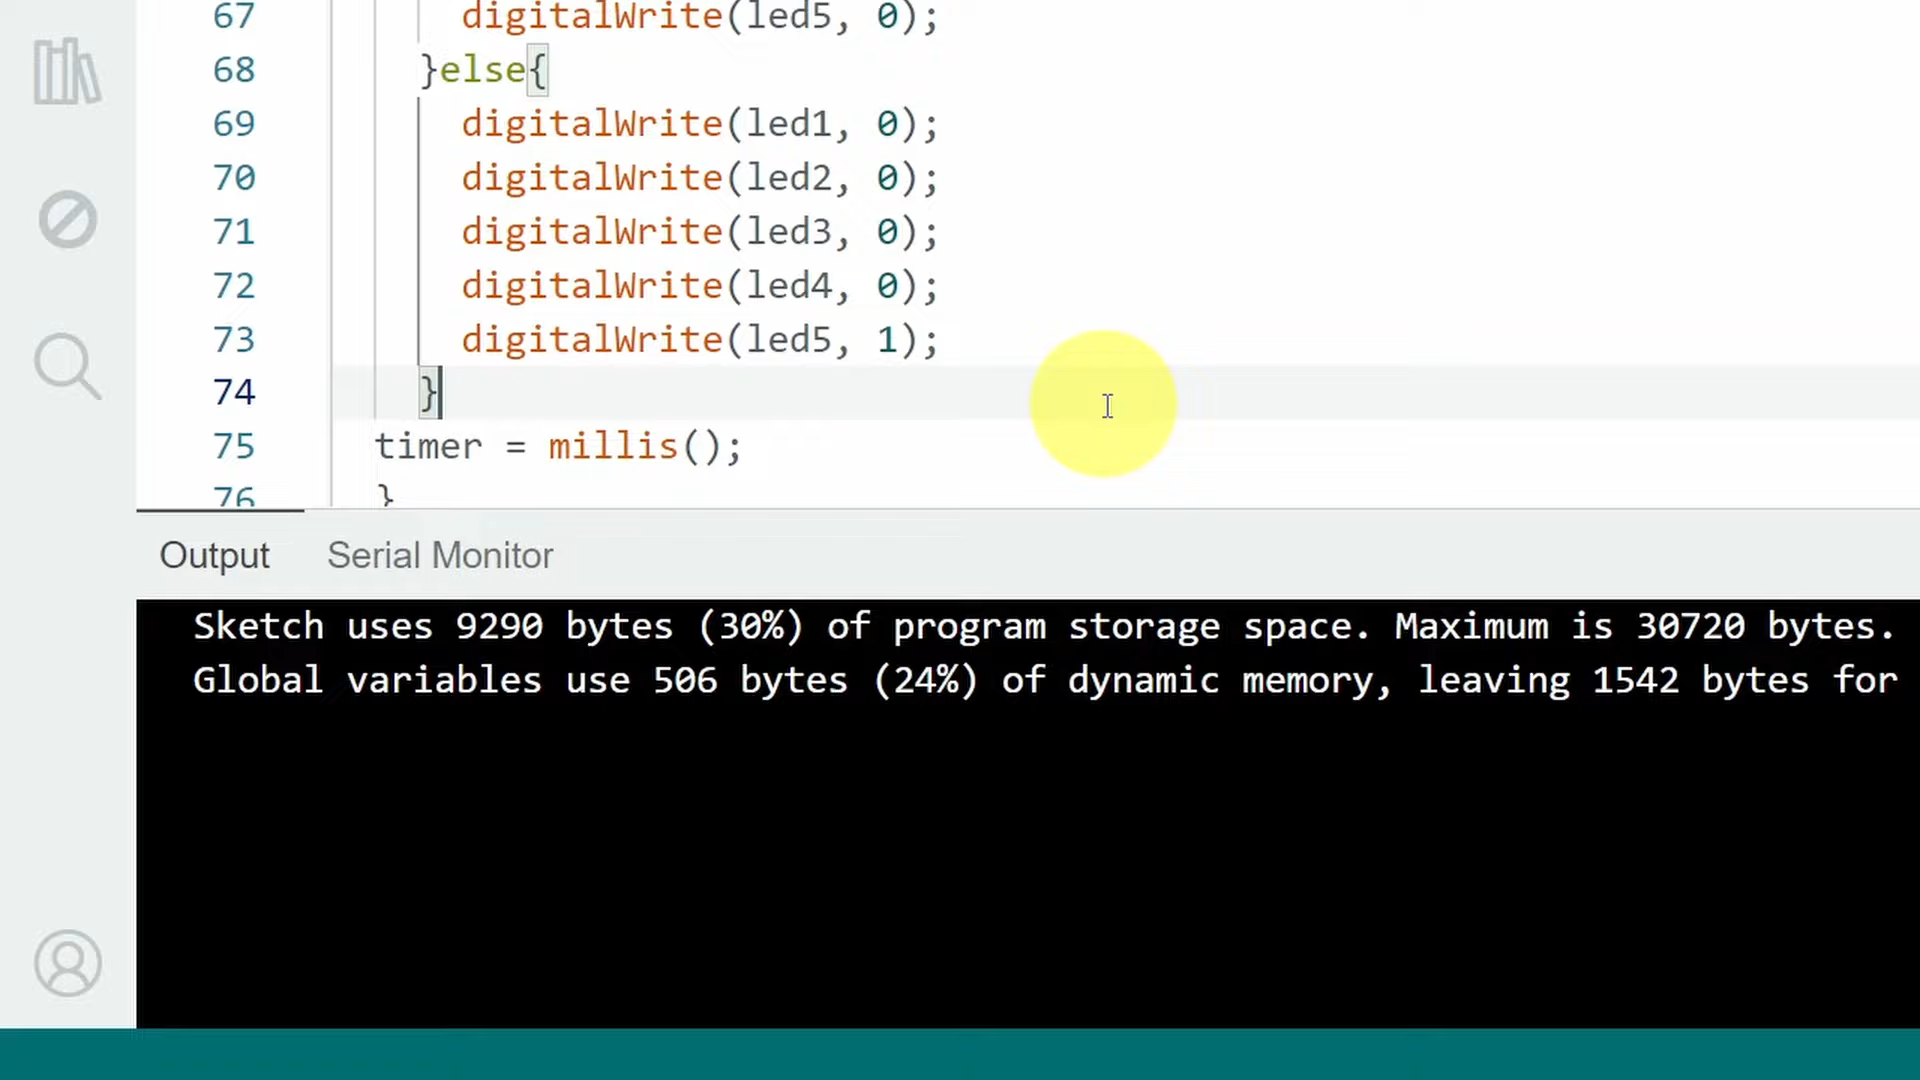 67 digitalWrite(led5, 0);
68 }else{
69 digitalWrite(led1, 0);
70 digitalWrite(led2, 0);
71 digitalWrite(led3, 0);
72 digitalWrite(led4, 0);
73 digitalWrite(led5, 1);
74 }
75 timer = millis();
76 }
Output Serial Monitor
Sketch uses 9290 bytes (30%) of program storage space. Maximum is 30720 bytes.
Global variables use 506 bytes (24%) of dynamic memory, leaving 1542 bytes for